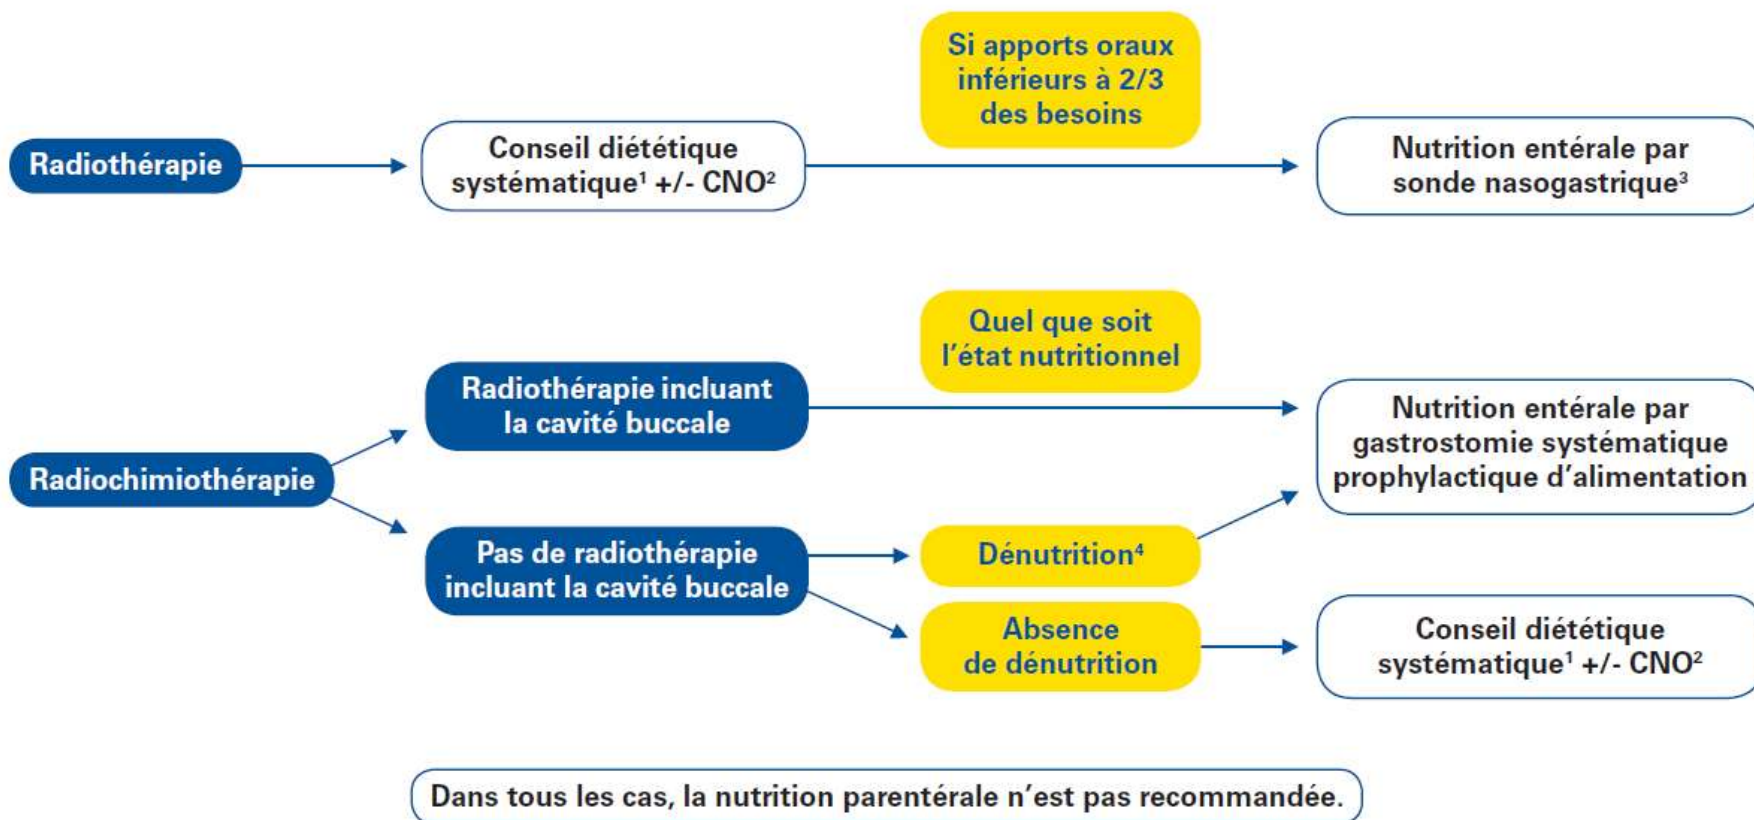 Si apports oraux
inférieurs à 2/3
des besoins
Radiothérapie
Conseil diététique
systématique¹ +/- CNO²
Nutrition entérale par
sonde nasogastrique³
Quel que soit
l’état nutritionnel
Radiothérapie incluant
la cavité buccale
Nutrition entérale par
gastrostomie systématique
prophylactique d’alimentation
Radiochimiothérapie
Pas de radiothérapie
incluant la cavité buccale
Dénutrition⁴
Absence
de dénutrition
Conseil diététique
systématique¹ +/- CNO²
Dans tous les cas, la nutrition parentérale n’est pas recommandée.